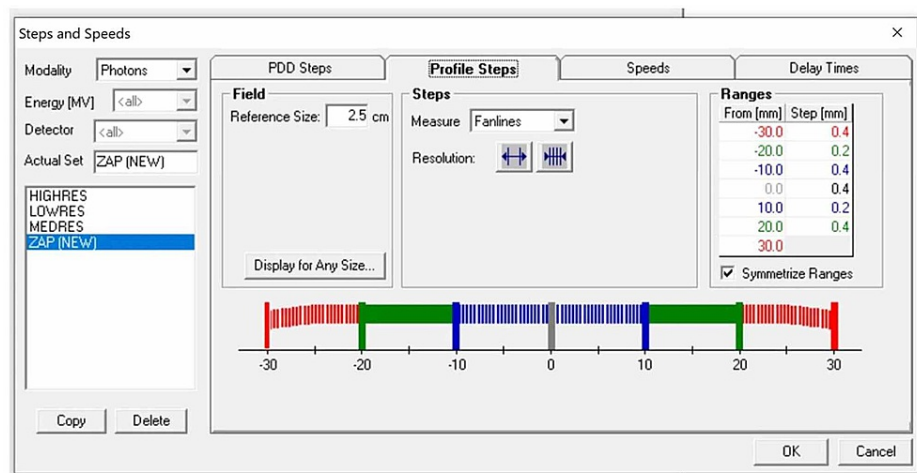 Steps and Speeds
Modality Photons
Energy [MV] <all>
Detector <all>
Actual Set ZAP (NEW)
HIGHRES
LOWRES
MEDRES
ZAP (NEW)
Copy Delete
PDD Steps Profile Steps Speeds Delay Times
Field
Reference Size: 2.5 cm
Display for Any Size...
Steps
Measure Fanlines
Resolution:
Ranges
From [mm] Step [mm]
-30.0 0.4
-20.0 0.2
-10.0 0.4
0.0 0.4
10.0 0.2
20.0 0.4
30.0
Symmetrize Ranges
-30 -20 -10 0 10 20 30
OK Cancel